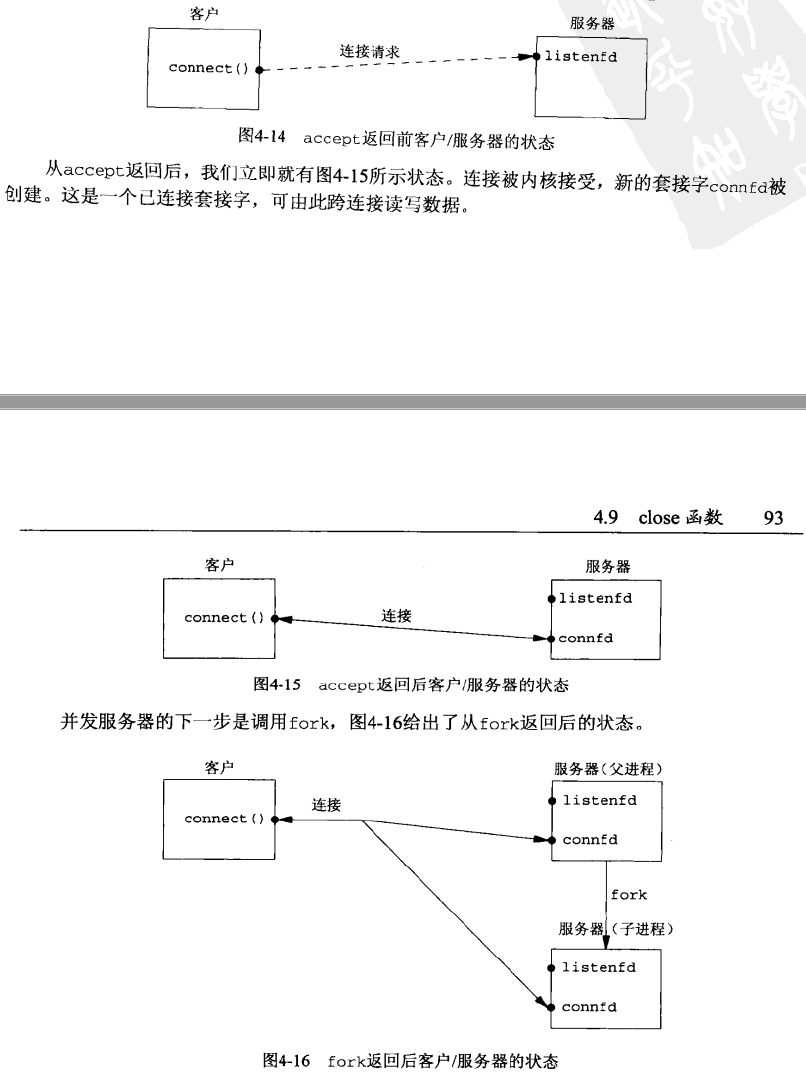 客户
服务器
connect()
连接请求
listenfd
图4-14 accept返回前客户/服务器的状态
从accept返回后，我们立即就有图4-15所示状态。连接被内核接受，新的套接字connfd被
创建。这是一个已连接套接字，可由此跨连接读写数据。
4.9 close 函数 93
客户
服务器
connect()
连接
listenfd
connfd
图4-15 accept返回后客户/服务器的状态
并发服务器的下一步是调用fork，图4-16给出了从fork返回后的状态。
客户
服务器(父进程)
connect()
连接
listenfd
connfd
fork
服务器(子进程)
listenfd
connfd
图4-16 fork返回后客户/服务器的状态